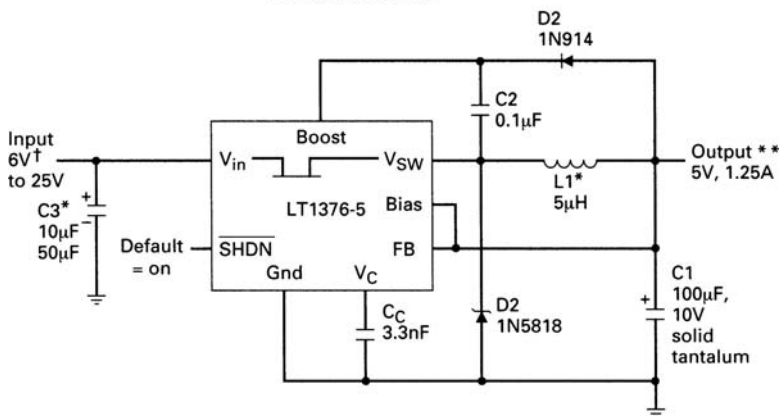 D2
1N914
C2
0.1µF
Input
6V†
to 25V
Boost
Vin
VSW
Output **
5V, 1.25A
L1*
5µH
+
C3*
10µF
50µF
LT1376-5
Bias
Default
= on
SHDN
FB
Gnd
VC
C1
100µF,
10V
solid
tantalum
+
CC
3.3nF
D2
1N5818